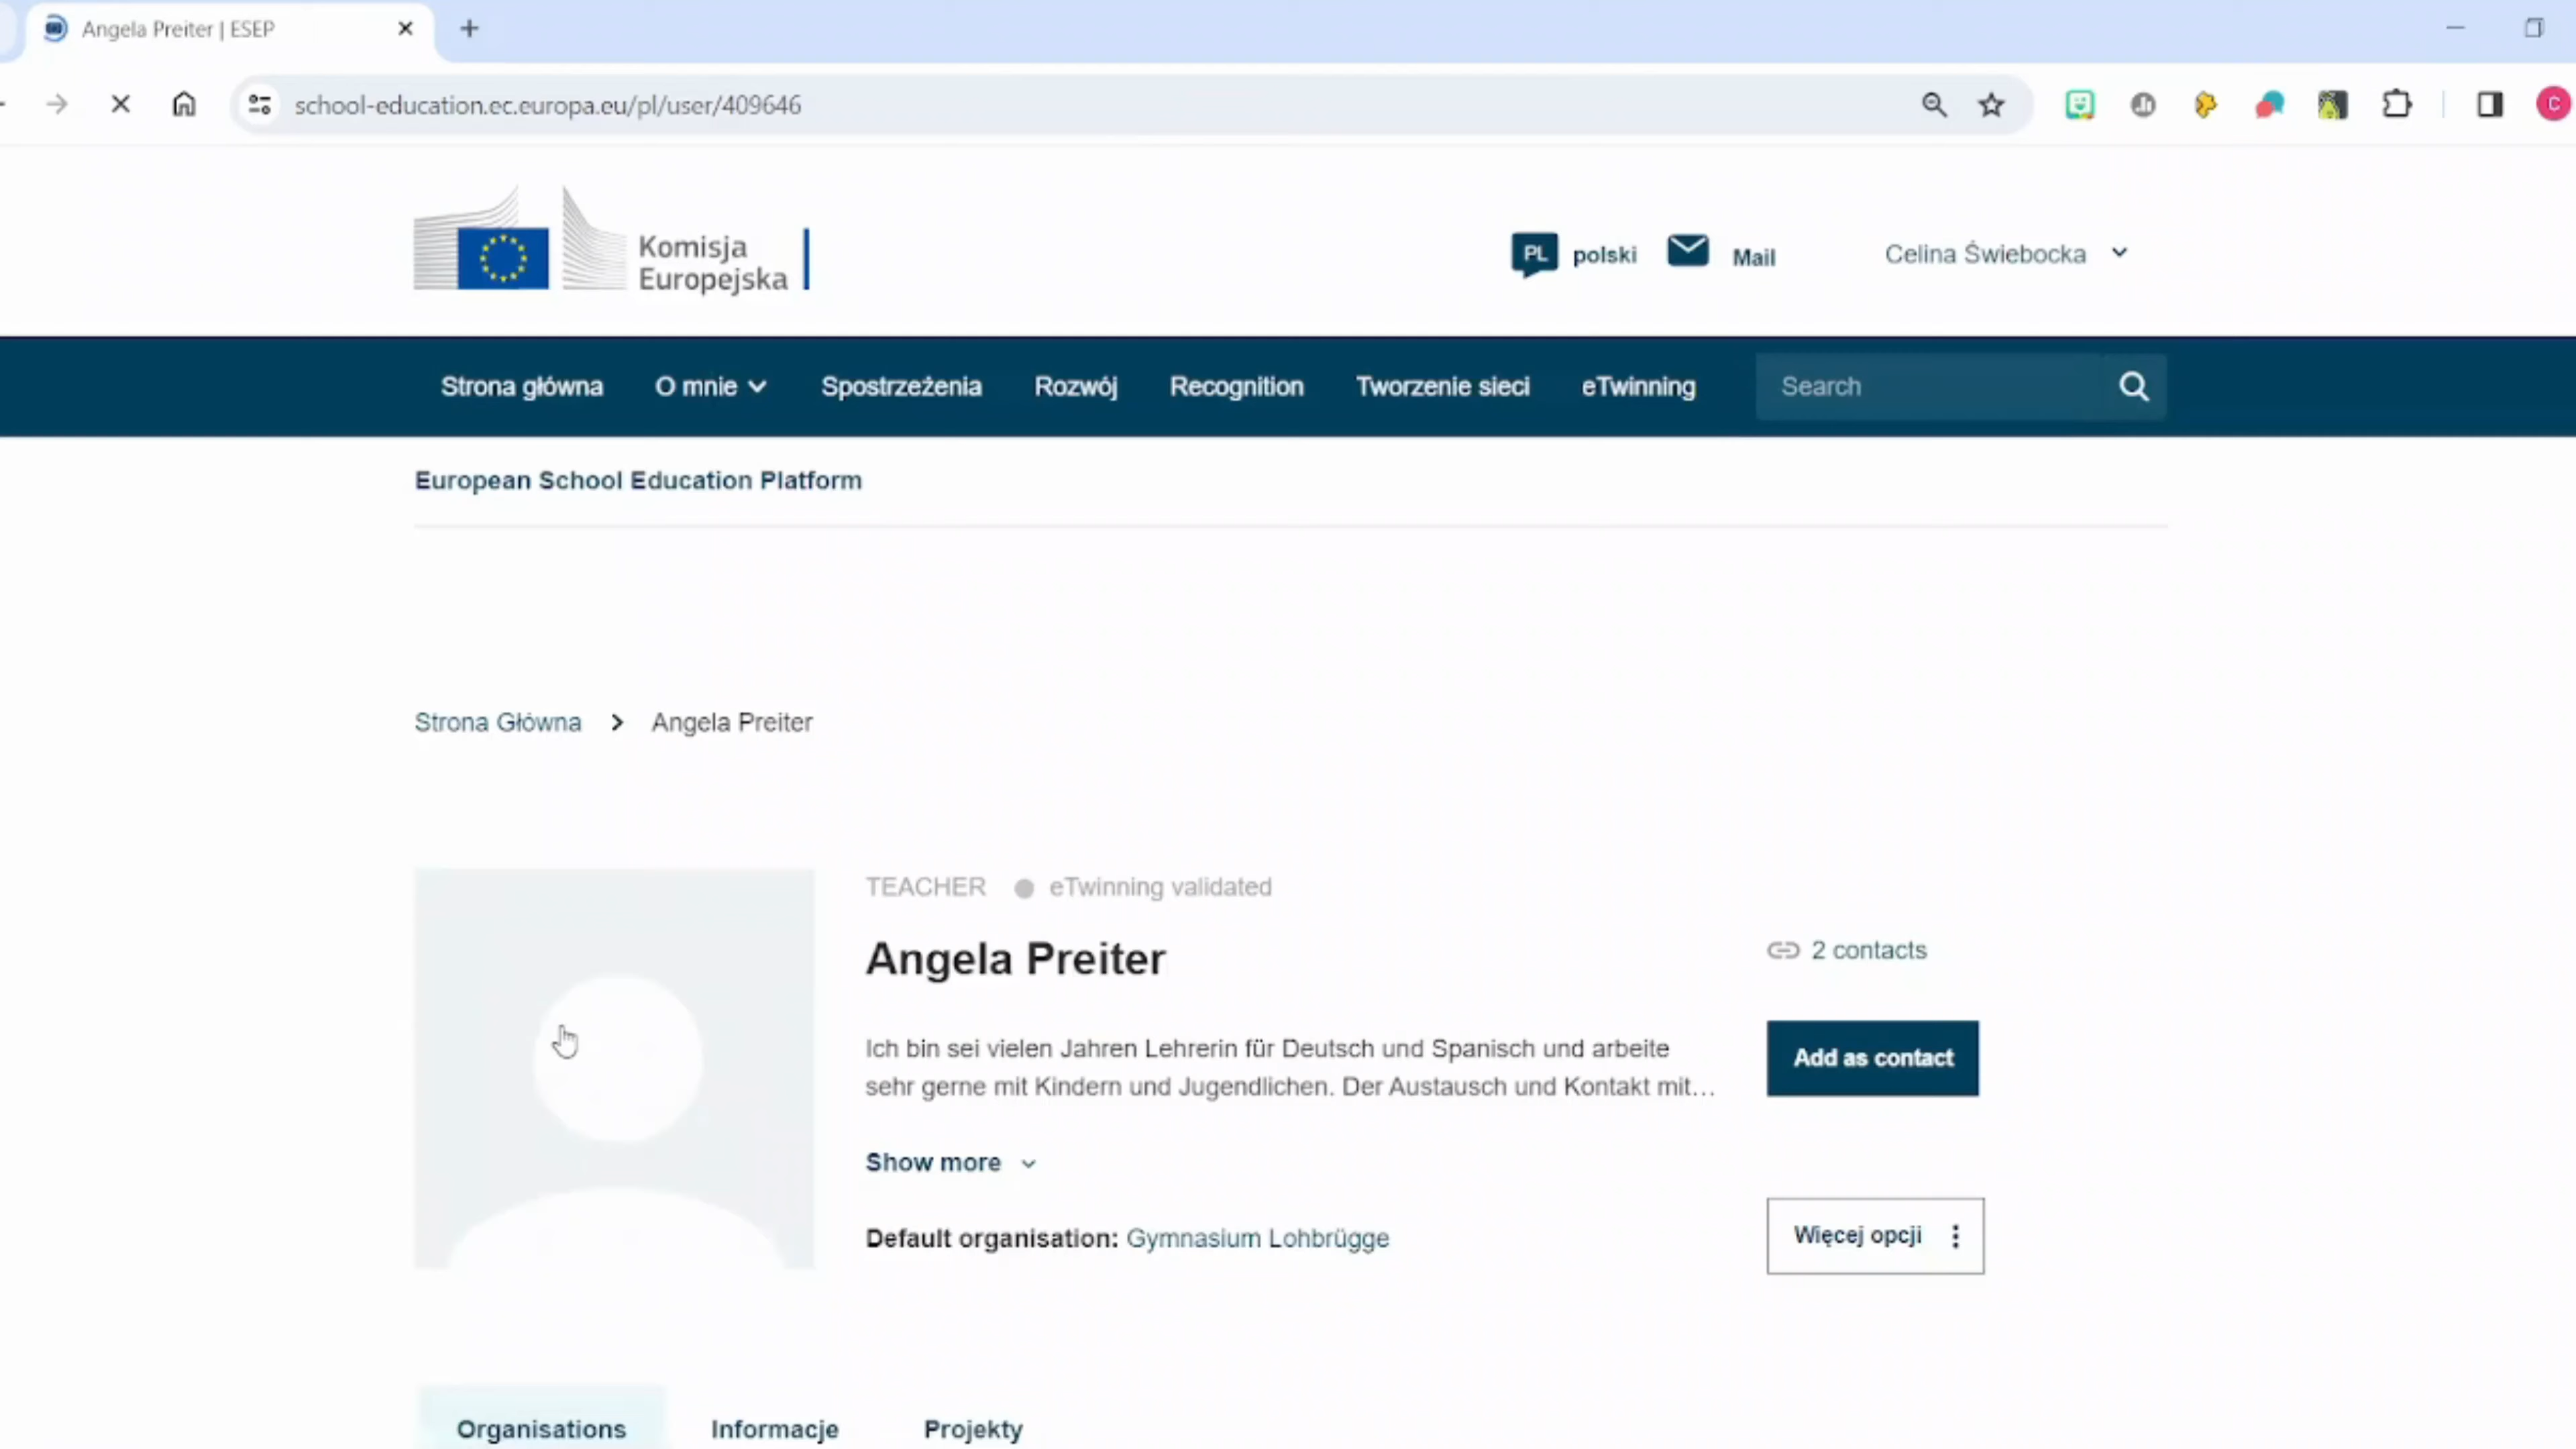 Angela Preiter | ESEP
school-education.ec.europa.eu/pl/user/409646
C
Komisja
Europejska
PL polski Mail Celina Świebocka
Strona główna O mnie Spostrzeżenia Rozwój Recognition Tworzenie sieci eTwinning Search
European School Education Platform
Strona Główna > Angela Preiter
TEACHER eTwinning validated
Angela Preiter
2 contacts
Ich bin sei vielen Jahren Lehrerin für Deutsch und Spanisch und arbeite
sehr gerne mit Kindern und Jugendlichen. Der Austausch und Kontakt mit...
Add as contact
Show more
Default organisation: Gymnasium Lohbrügge
Więcej opcji
Organisations Informacje Projekty